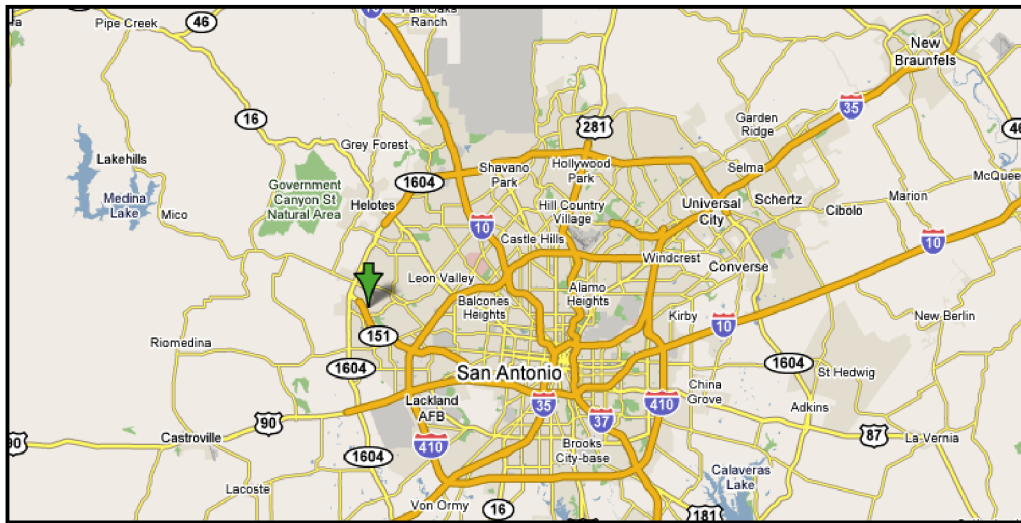 Fair Oaks
Ranch
Pipe Creek
46
New
Braunfels
35
Garden
Ridge
16
281
46
Grey Forest
Lakehills
Selma
Shavano
Park
Hollywood
Park
McQuee
1604
Government
Canyon St
Natural Area
Medina
Lake
Mico
Helotes
Hill Country
Village
Universal
City
Schertz
Marion
Cibolo
10
Castle Hills
10
Windcrest
Converse
Leon Valley
Balcones
Heights
Alamo
Heights
Kirby
10
New Berlin
151
Riomedina
1604
San Antonio
1604
St Hedwig
China
Grove
Lackland
AFB
35
410
37
Adkins
90
90
Castroville
410
87
La Vernia
Brooks
City-base
1604
Calaveras
Lake
Lacoste
Von Ormy
16
181